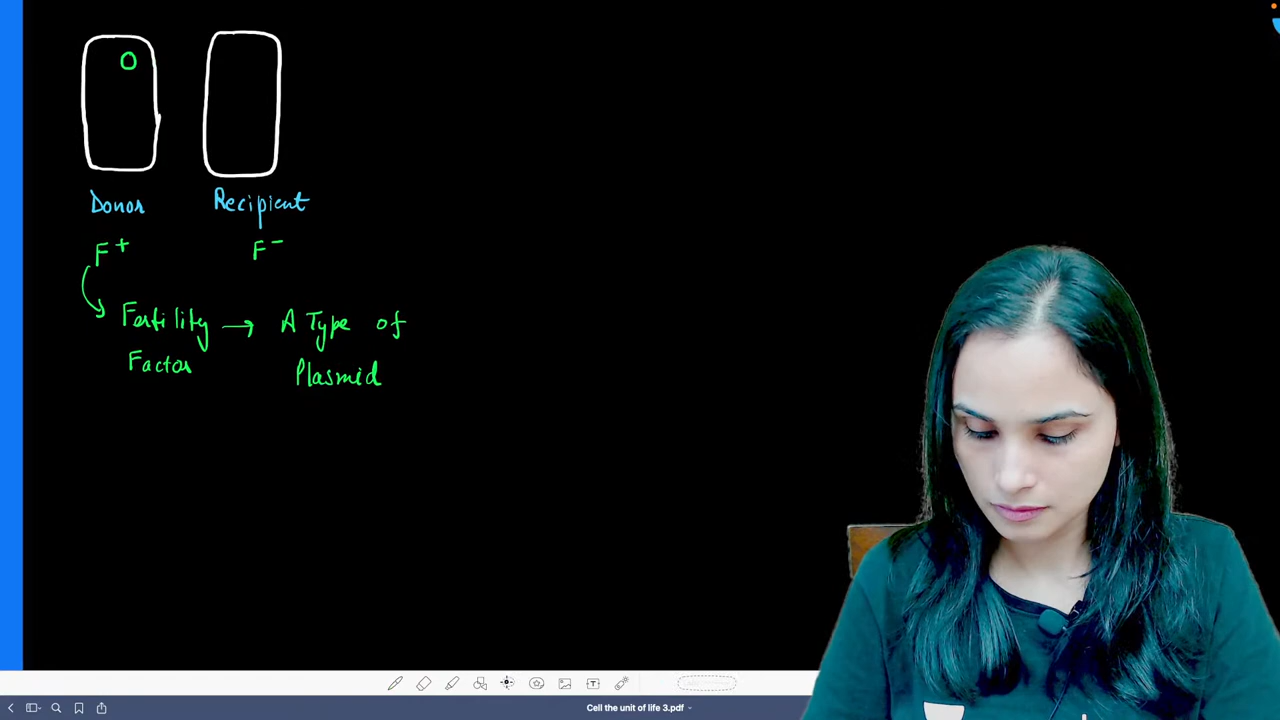 Donor Recipient
F+ F-
Fertility → A Type of
Factor Plasmid
Cell the unit of life 3.pdf